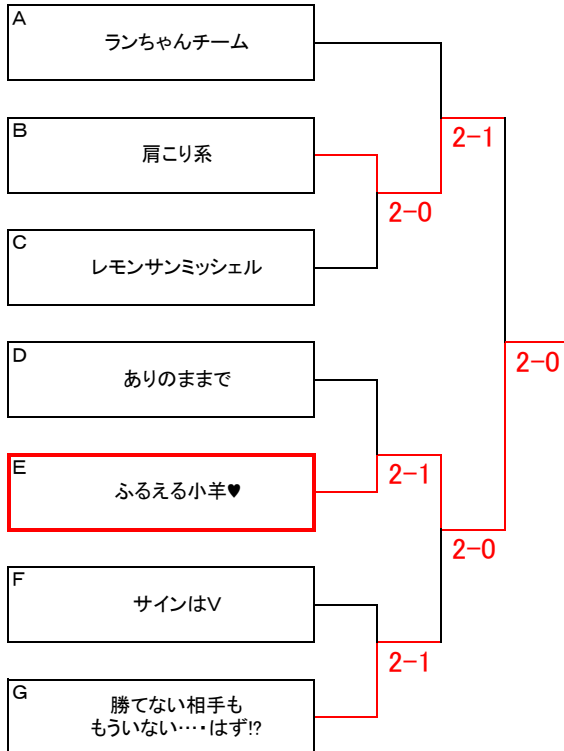 A
ランちゃんチーム
B
肩こり系
C
レモンサンミッシェル
D
ありのままで
E
ふるえる小羊♥
F
サインはV
G
勝てない相手も
もういない…・はず!?
2-1
2-0
2-0
2-1
2-0
2-1